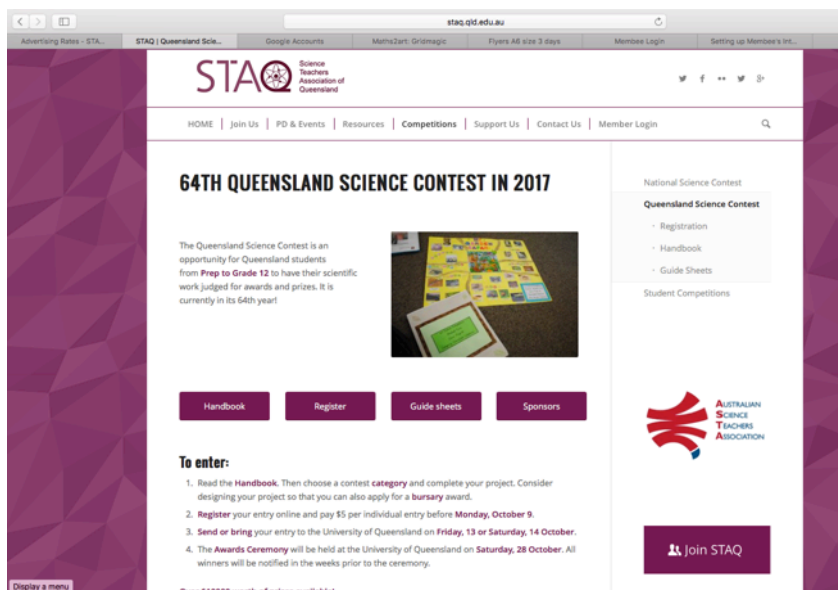 staq.qld.edu.au
Advertising Rates - STA...
STAQ | Queensland Scie...
Google Accounts
Maths2art: Gridmagic
Flyers A6 size 3 days
Membee Login
Setting up Membee's Int...
STAQ
Science
Teachers
Association of
Queensland
HOME | Join Us | PD & Events | Resources | Competitions | Support Us | Contact Us | Member Login
64TH QUEENSLAND SCIENCE CONTEST IN 2017
The Queensland Science Contest is an
opportunity for Queensland students
from Prep to Grade 12 to have their scientific
work judged for awards and prizes. It is
currently in its 64th year!
Handbook
Register
Guide sheets
Sponsors
To enter:
1. Read the Handbook. Then choose a contest category and complete your project. Consider
designing your project so that you can also apply for a bursary award.
2. Register your entry online and pay $5 per individual entry before Monday, October 9.
3. Send or bring your entry to the University of Queensland on Friday, 13 or Saturday, 14 October.
4. The Awards Ceremony will be held at the University of Queensland on Saturday, 28 October. All
winners will be notified in the weeks prior to the ceremony.
National Science Contest
Queensland Science Contest
Registration
Handbook
Guide Sheets
Student Competitions
AUSTRALIAN
SCIENCE
TEACHERS
ASSOCIATION
Join STAQ
Display a menu